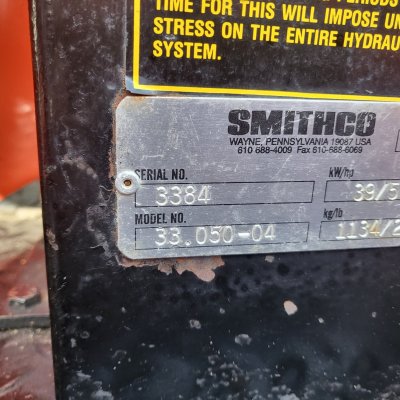 PERIODS
TIME FOR THIS WILL IMPOSE UN
STRESS ON THE ENTIRE HYDRAU
SYSTEM.
SMITHCO
WAYNE, PENNSYLVANIA 19087 USA
610 688-4009 Fax 610-688-6069
SERIAL NO.
kW/hp
3384
39/5
MODEL NO.
kg/lb
33.050-04
1134/2